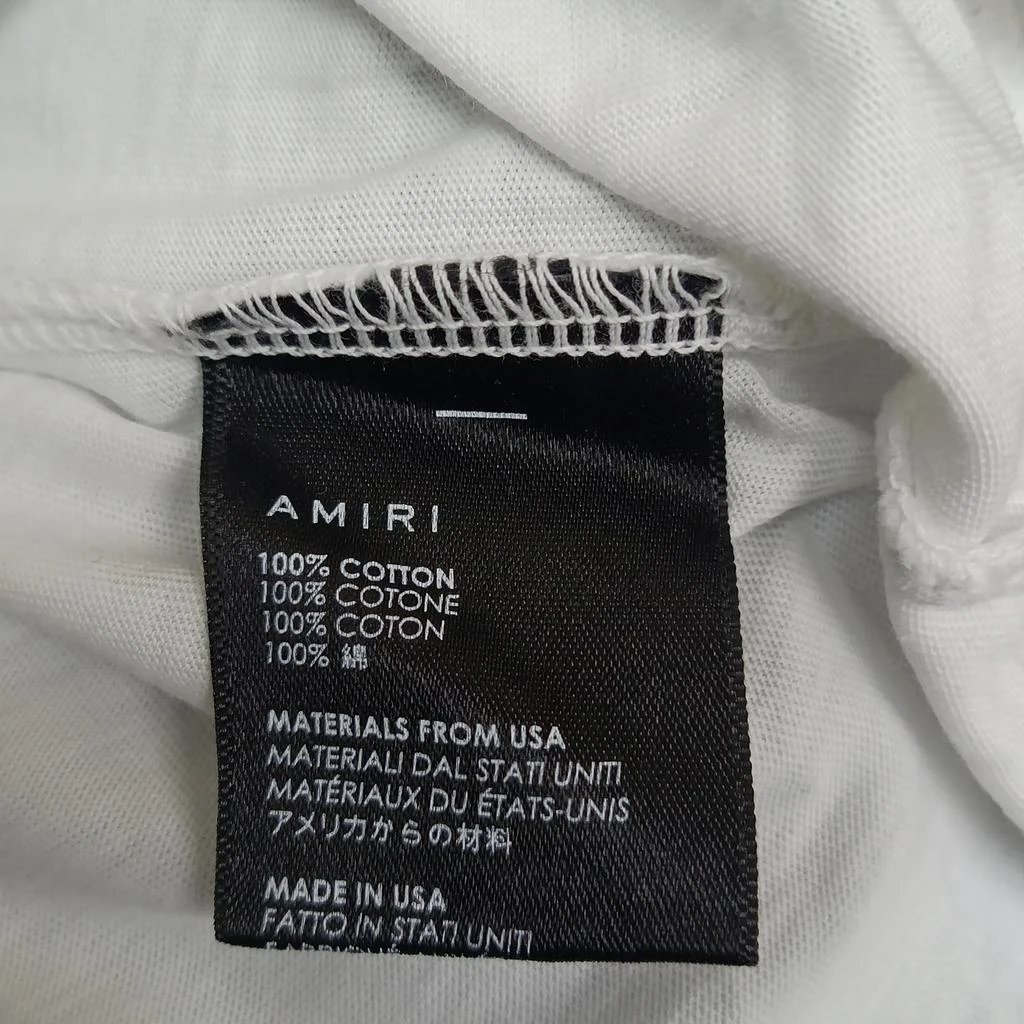 AMIRI
100% COTTON
100% COTONE
100% COTON
100% 綿
MATERIALS FROM USA
MATERIALI DAL STATI UNITI
MATÉRIAUX DU ÉTATS-UNIS
アメリカからの材料
MADE IN USA
FATTO IN STATI UNITI